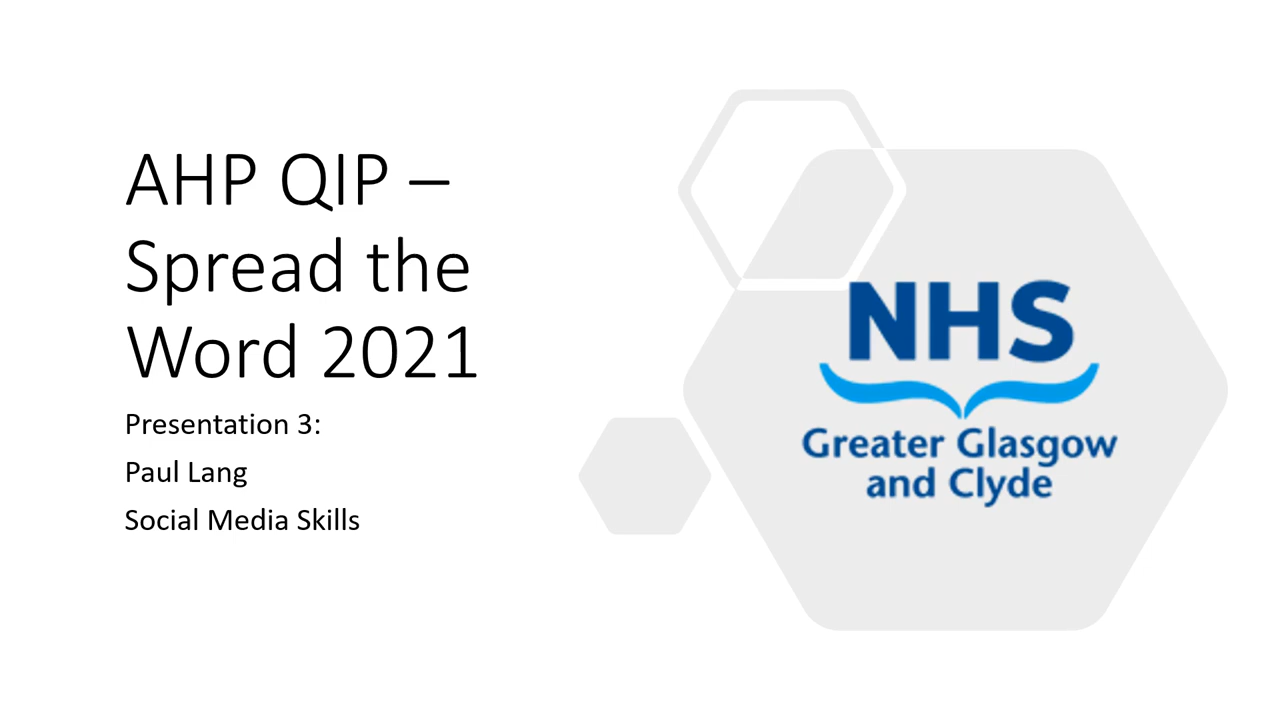 AHP QIP –
Spread the
Word 2021
Presentation 3:
Paul Lang
Social Media Skills
NHS
Greater Glasgow
and Clyde